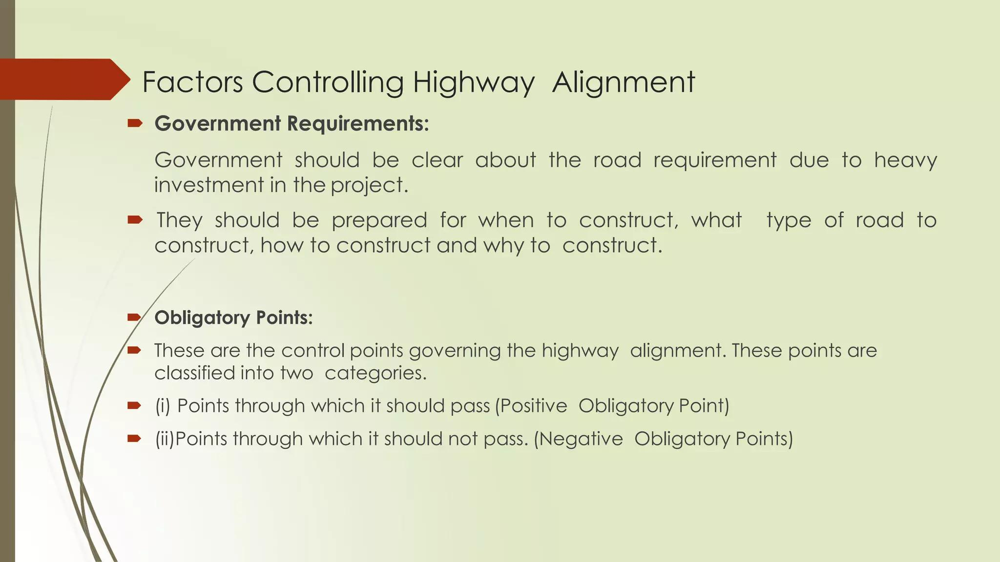 Factors Controlling Highway Alignment
Government Requirements:
Government should be clear about the road requirement due to heavy
investment in the project.
They should be prepared for when to construct, what type of road to
construct, how to construct and why to construct.
Obligatory Points:
These are the control points governing the highway alignment. These points are
classified into two categories.
(i) Points through which it should pass (Positive Obligatory Point)
(ii)Points through which it should not pass. (Negative Obligatory Points)